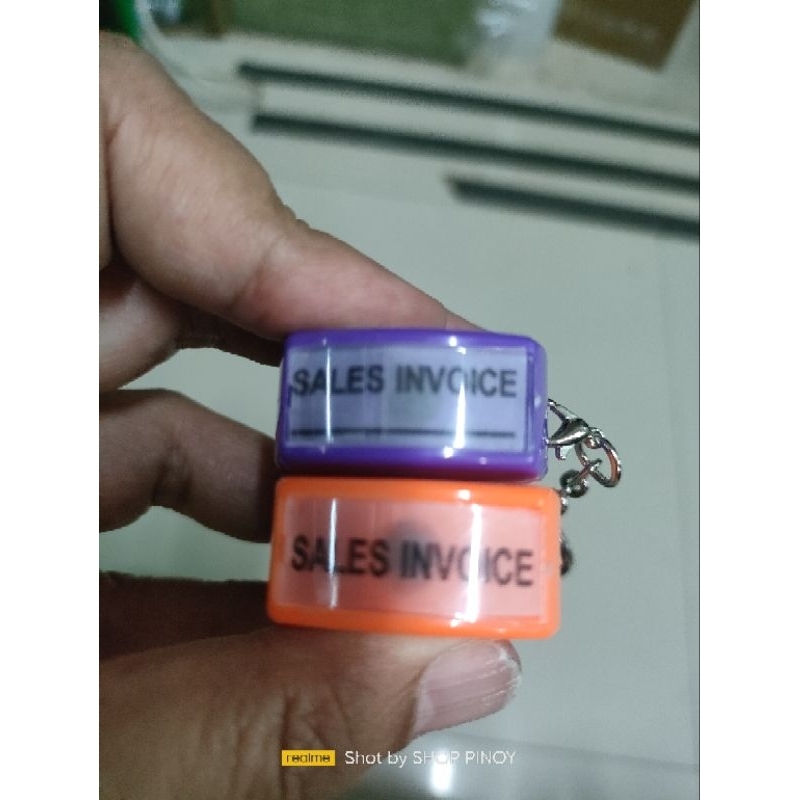 SALES INVOICE
SALES INVOICE
realme Shot by SHOP PINOY